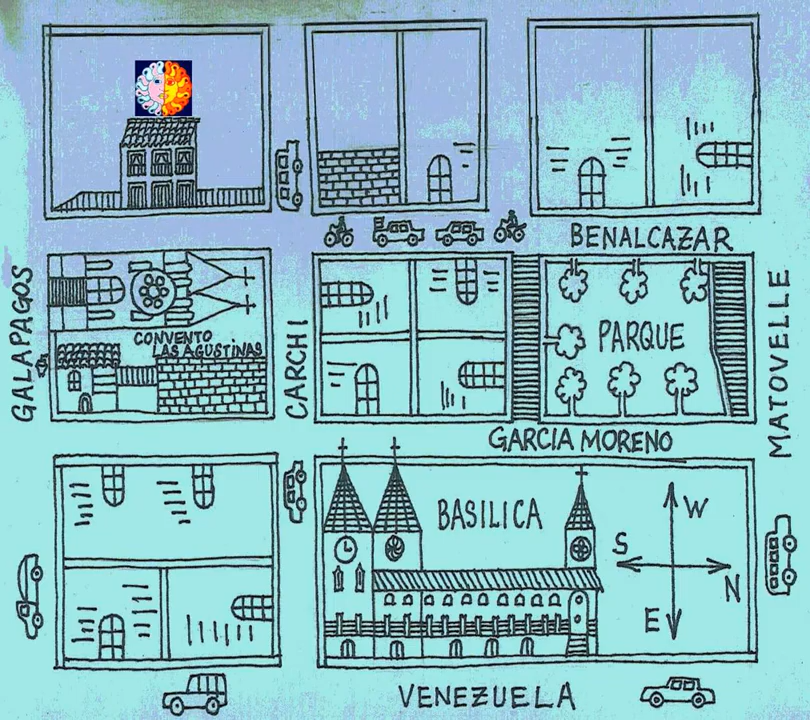 BENALCAZAR
GALAPAGOS
CONVENTO
LAS AGUSTINAS
CARCHI
PARQUE
MATOVELLE
GARCIA MORENO
BASILICA
W
S
N
E
VENEZUELA